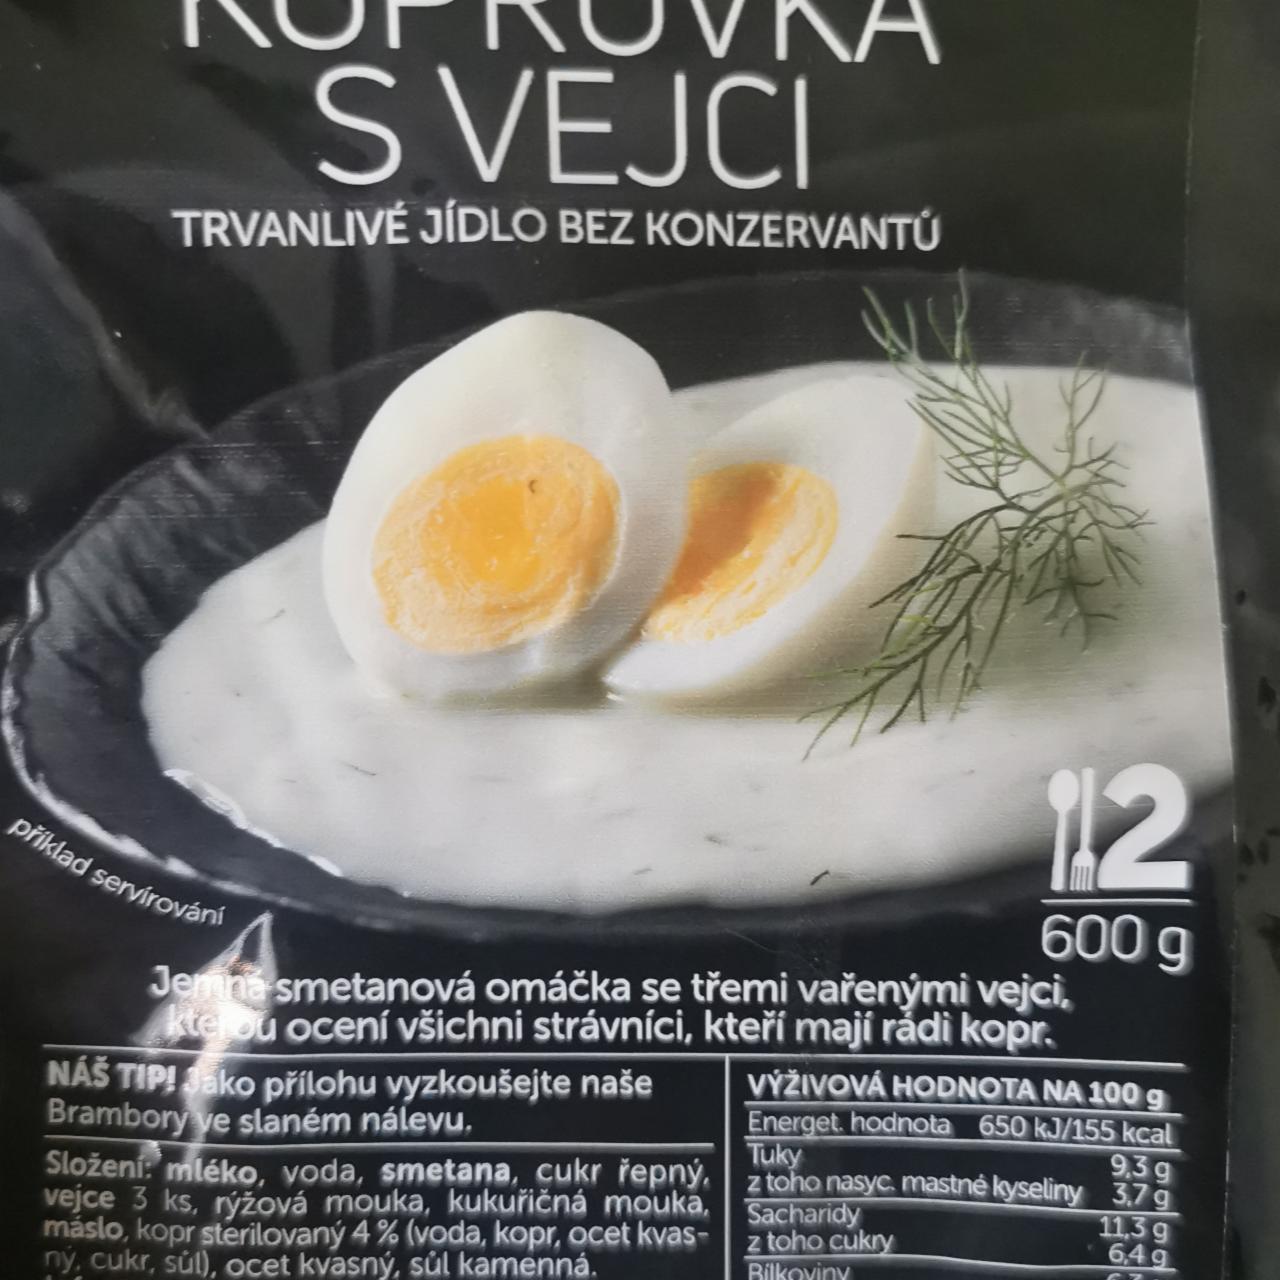 KOPROVKA
S VEJCI
TRVANLIVÉ JÍDLO BEZ KONZERVANTŮ
příklad servírování
2
600 g
Jemná smetanová omáčka se třemi vařenými vejci,
kterou ocení všichni strávníci, kteří mají rádi kopr.
NÁŠ TIP! Jako přílohu vyzkoušejte naše
Brambory ve slaném nálevu.
Složení: mléko, voda, smetana, cukr řepný,
vejce 3 ks, rýžová mouka, kukuřičná mouka,
máslo, kopr sterilovaný 4 % (voda, kopr, ocet kvas-
ný, cukr, sůl), ocet kvasný, sůl kamenná.
VÝŽIVOVÁ HODNOTA NA 100 g
Energet. hodnota 650 kJ/155 kcal
Tuky 9,3 g
z toho nasyc. mastné kyseliny 3,7 g
Sacharidy 11,3 g
z toho cukry 6,4 g
Bílkoviny